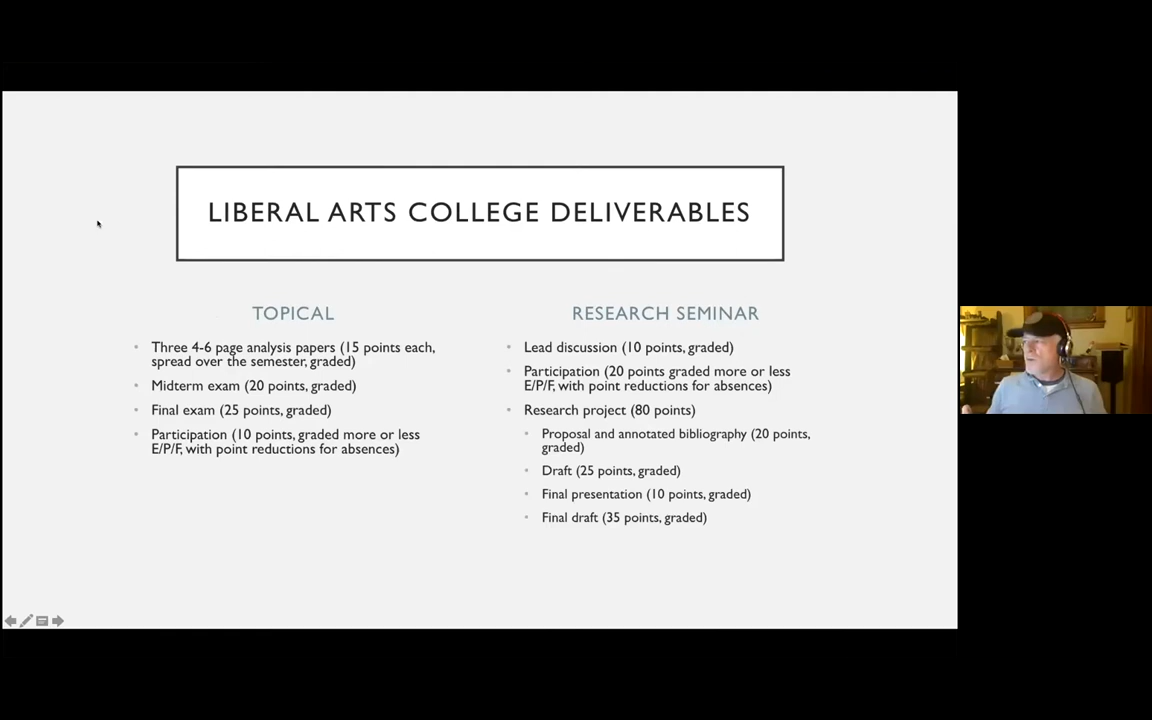 LIBERAL ARTS COLLEGE DELIVERABLES
TOPICAL
Three 4-6 page analysis papers (15 points each,
spread over the semester, graded)
Midterm exam (20 points, graded)
Final exam (25 points, graded)
Participation (10 points, graded more or less
E/P/F, with point reductions for absences)
RESEARCH SEMINAR
Lead discussion (10 points, graded)
Participation (20 points graded more or less
E/P/F, with point reductions for absences)
Research project (80 points)
Proposal and annotated bibliography (20 points,
graded)
Draft (25 points, graded)
Final presentation (10 points, graded)
Final draft (35 points, graded)